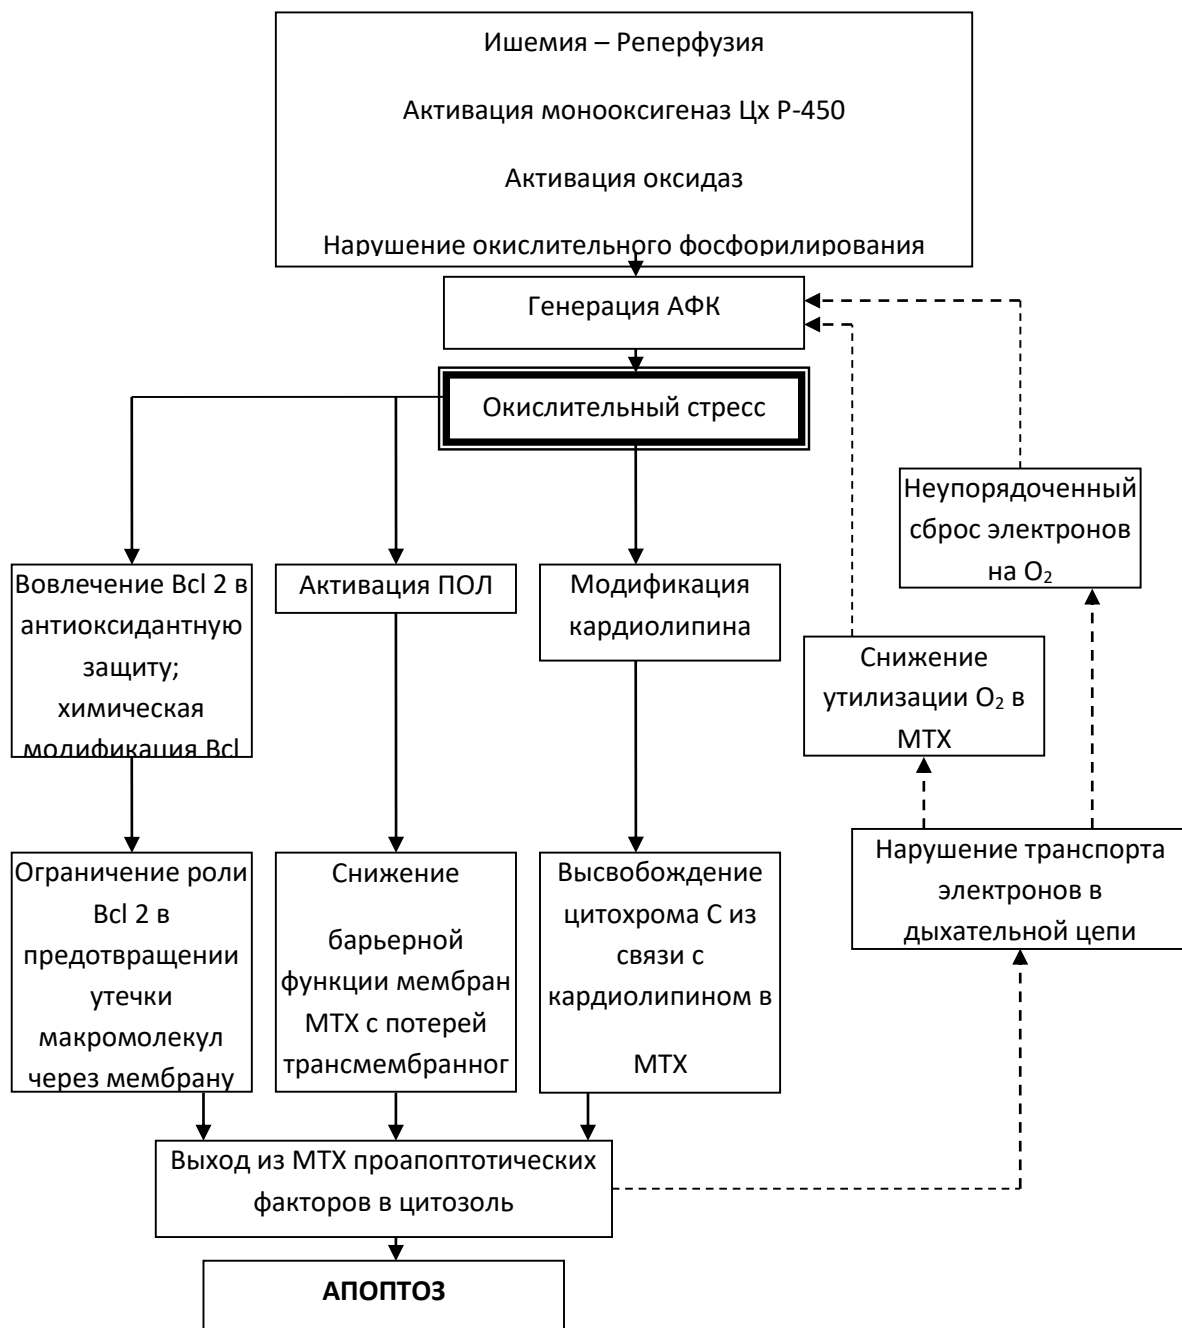 Ишемия – Реперфузия
Активация монооксигеназ Цх Р-450
Активация оксидаз
Нарушение окислительного фосфорилирования
Генерация АФК
Окислительный стресс
Неупорядоченный
сброс электронов
на О₂
Вовлечение Bcl 2 в
антиоксидантную
защиту;
химическая
модификация Bcl
Активация ПОЛ
Модификация
кардиолипина
Снижение
утилизации О₂ в
МТХ
Ограничение роли
Bcl 2 в
предотвращении
утечки
макромолекул
через мембрану
Снижение
барьерной
функции мембран
МТХ с потерей
трансмембранног
Высвобождение
цитохрома С из
связи с
кардиолипином в
МТХ
Нарушение транспорта
электронов в
дыхательной цепи
Выход из МТХ проапоптотических
факторов в цитозоль
АПОПТОЗ